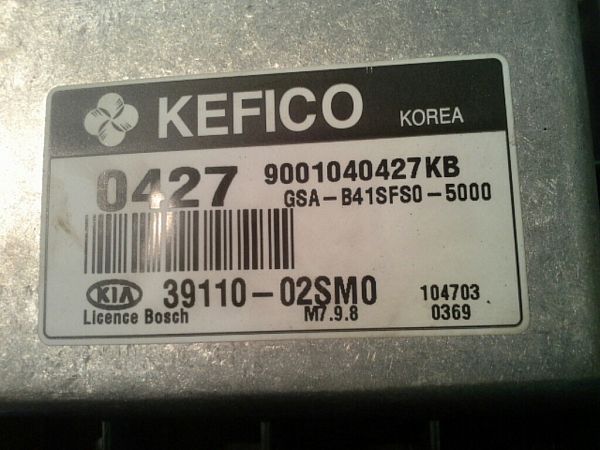 KEFICO KOREA
0427 9001040427KB
GSA-B41SFS0-5000
KIA 39110-02SM0 104703
Licence Bosch M7.9.8 0369